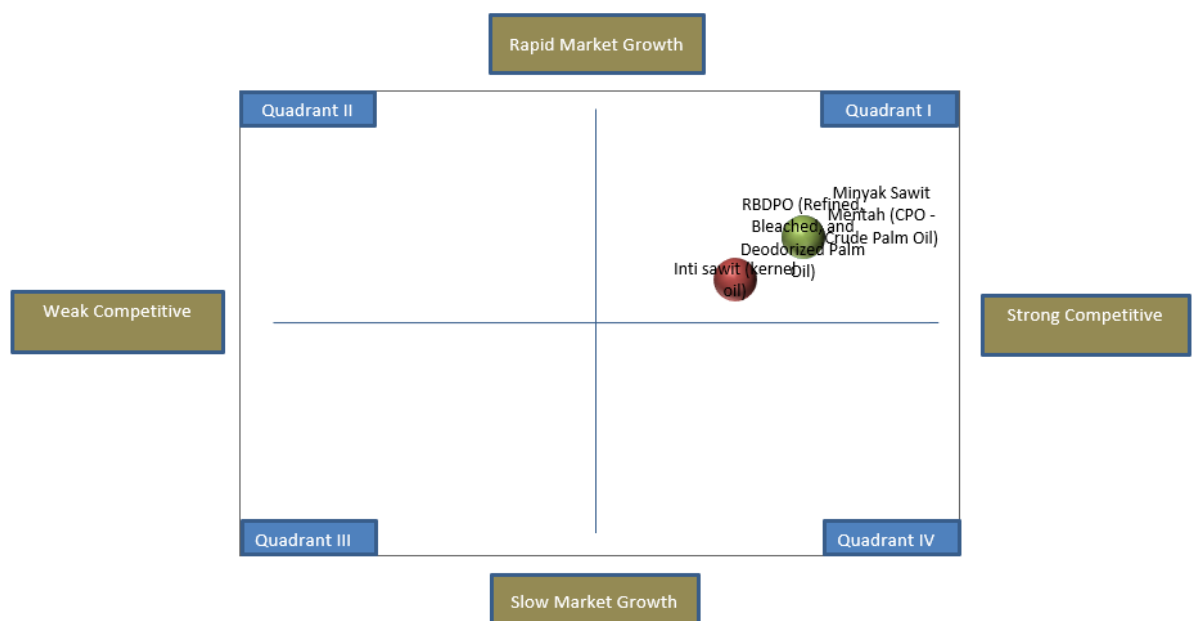 Rapid Market Growth
Quadrant II
Quadrant I
Minyak Sawit
Mentah (CPO -
Crude Palm Oil)
RBDPO (Refined,
Bleached, and
Deodorized Palm
Oil)
Inti sawit (kernel
oil)
Weak Competitive
Strong Competitive
Quadrant III
Quadrant IV
Slow Market Growth